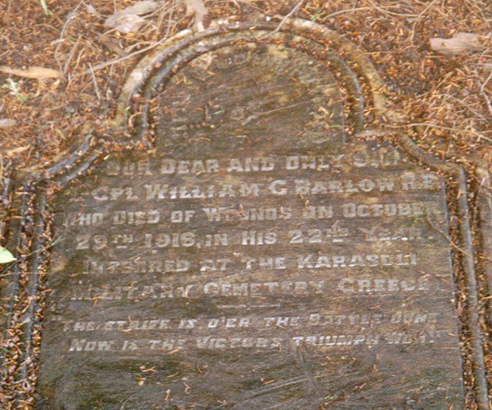 OUR DEAR AND ONLY SON
CPL WILLIAM G BARLOW R.E.
WHO DIED OF WOUNDS ON OCTOBER
29TH 1916, IN HIS 22ND YEAR.
INTERRED AT THE KARASOLI
MILITARY CEMETERY GREECE
THE STRIFE IS O'ER THE BATTLE DONE
NOW IS THE VICTORS TRIUMPH WON